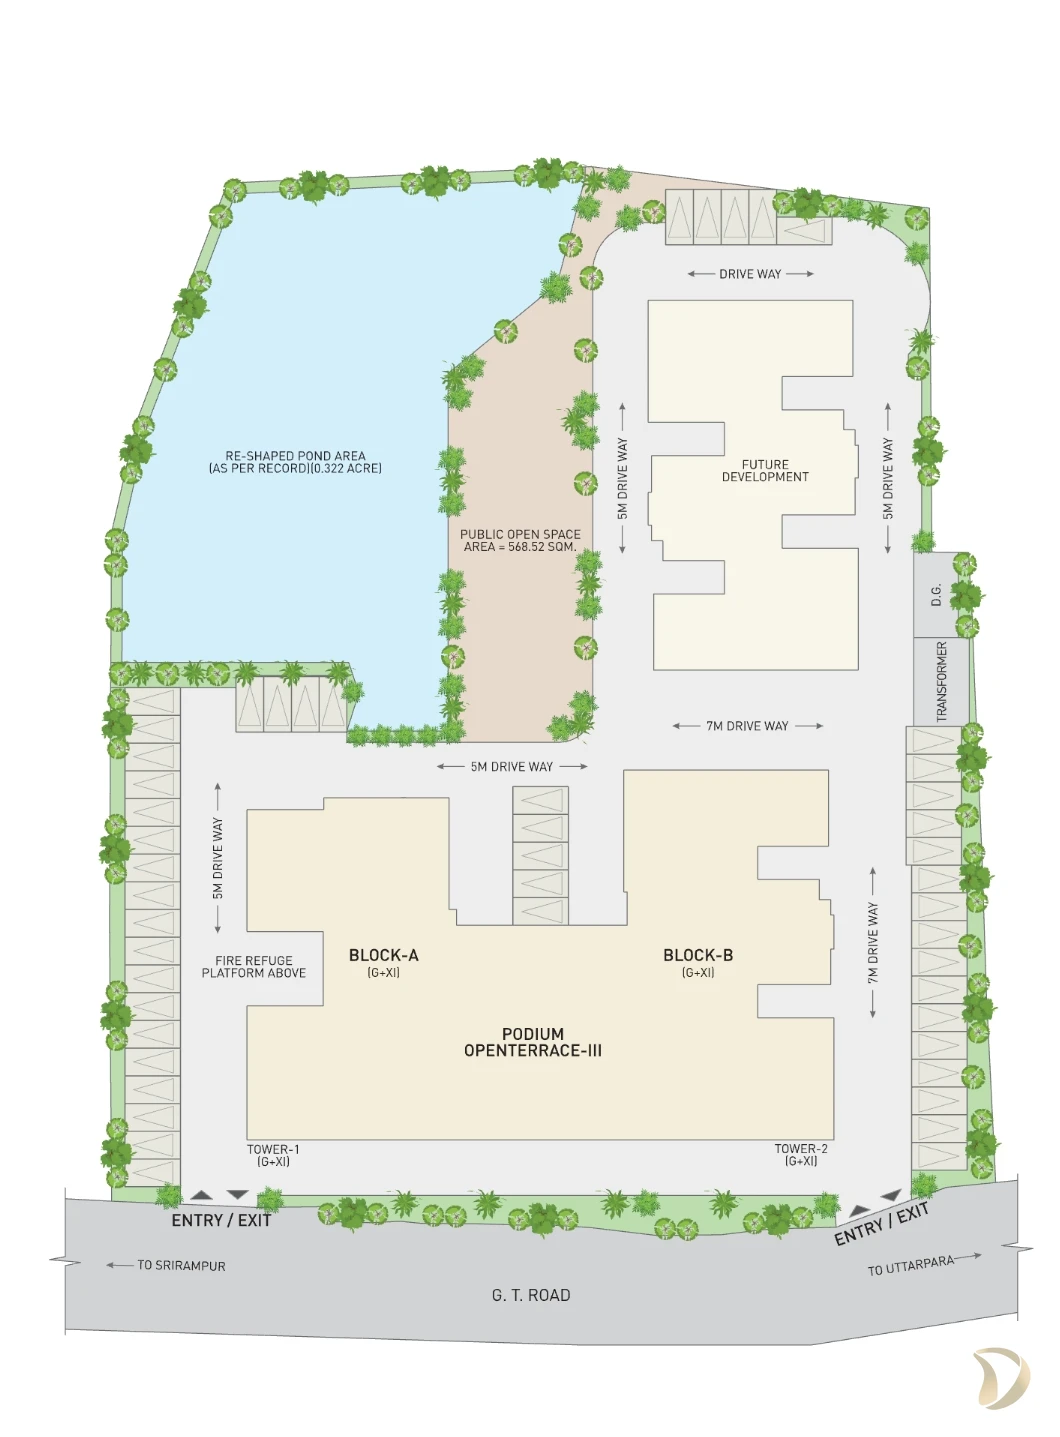 DRIVE WAY
5M DRIVE WAY
5M DRIVE WAY
RE-SHAPED POND AREA
(AS PER RECORD)(0.322 ACRE)
FUTURE
DEVELOPMENT
PUBLIC OPEN SPACE
AREA = 568.52 SQM.
D.G.
TRANSFORMER
7M DRIVE WAY
5M DRIVE WAY
5M DRIVE WAY
7M DRIVE WAY
FIRE REFUGE
PLATFORM ABOVE
BLOCK-A
(G+XI)
BLOCK-B
(G+XI)
PODIUM
OPENTERRACE-III
TOWER-1
(G+XI)
TOWER-2
(G+XI)
ENTRY / EXIT
ENTRY / EXIT
TO SRIRAMPUR
TO UTTARPARA
G. T. ROAD